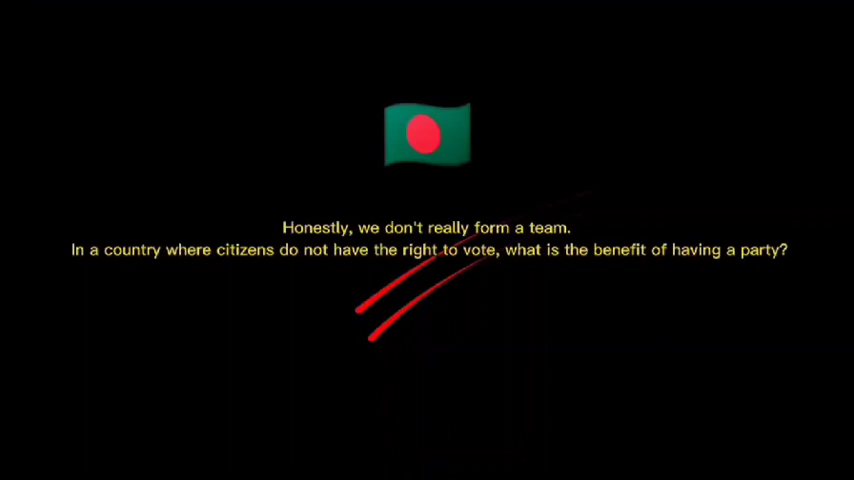 Honestly, we don't really form a team.
In a country where citizens do not have the right to vote, what is the benefit of having a party?